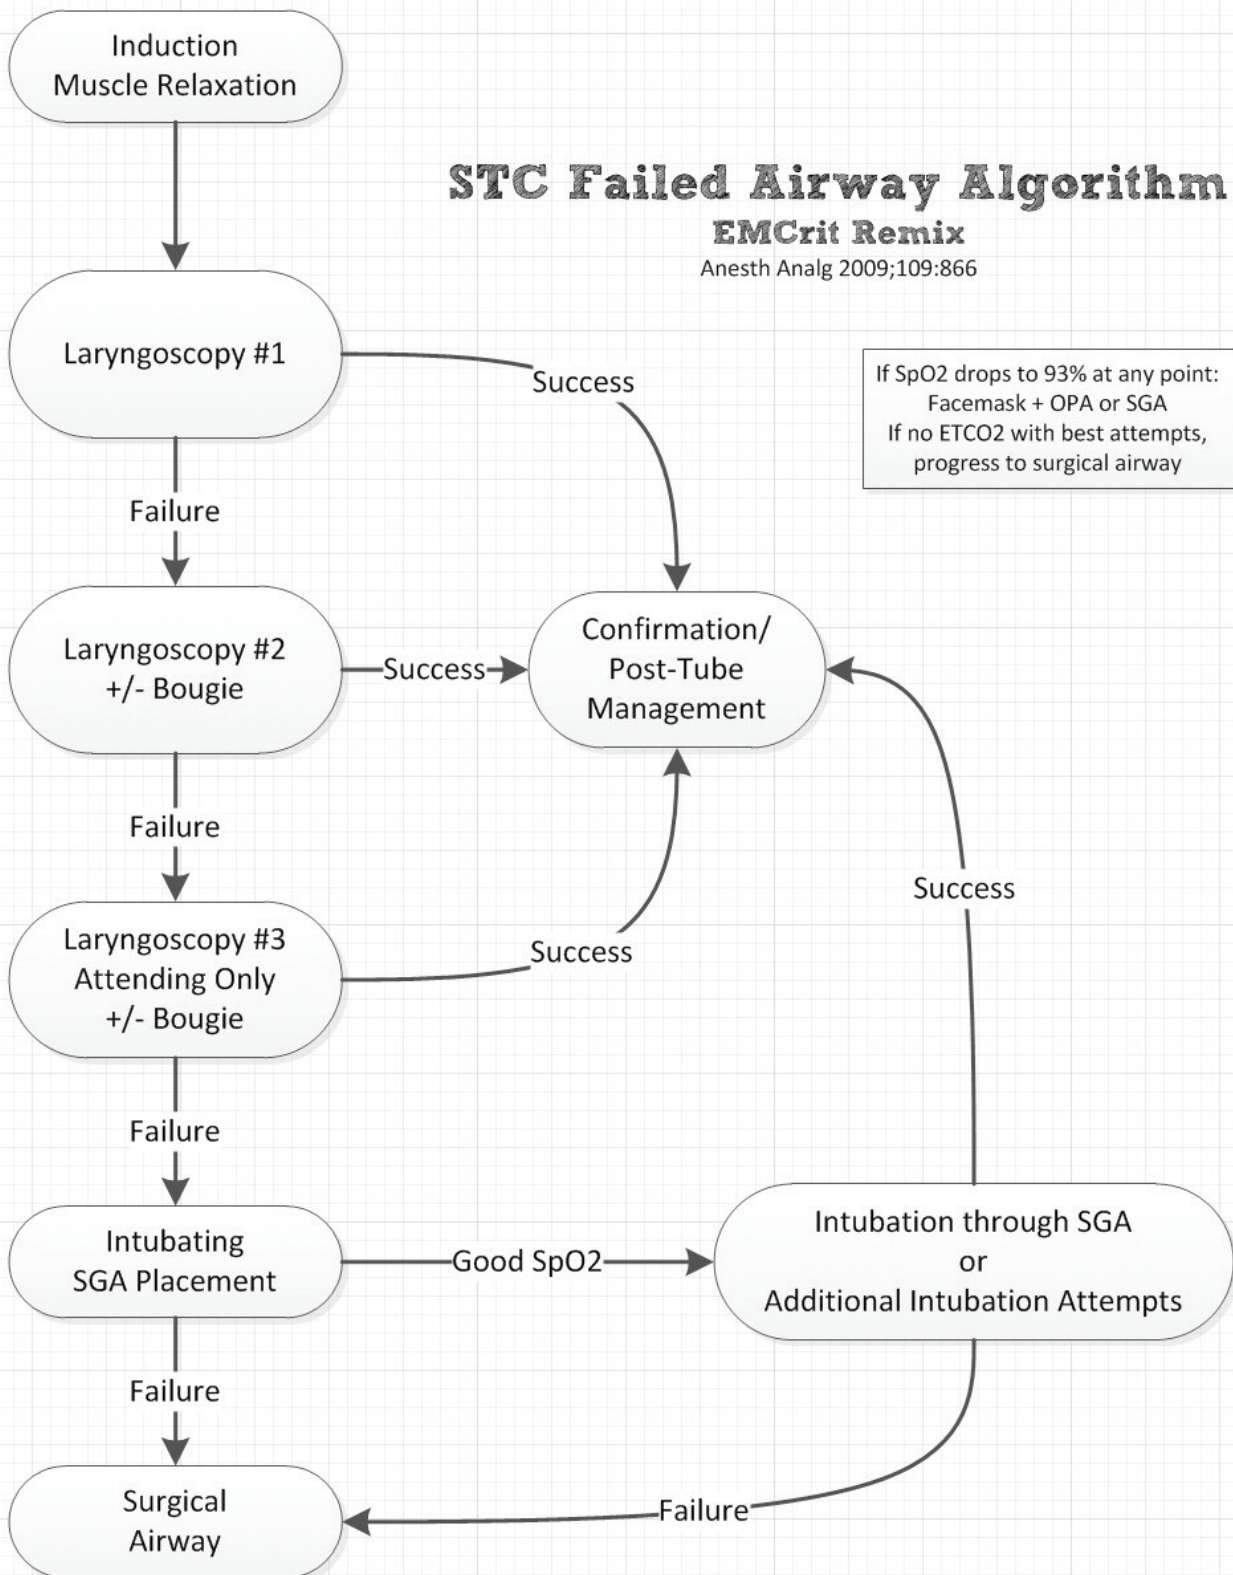 Induction
Muscle Relaxation
STC Failed Airway Algorithm
EMCrit Remix
Anesth Analg 2009;109:866
Laryngoscopy #1
Success
If SpO2 drops to 93% at any point:
Facemask + OPA or SGA
If no ETCO2 with best attempts,
progress to surgical airway
Failure
Laryngoscopy #2
+/- Bougie
Success
Confirmation/
Post-Tube
Management
Failure
Success
Laryngoscopy #3
Attending Only
+/- Bougie
Success
Failure
Intubating
SGA Placement
Good SpO2
Intubation through SGA
or
Additional Intubation Attempts
Failure
Surgical
Airway
Failure